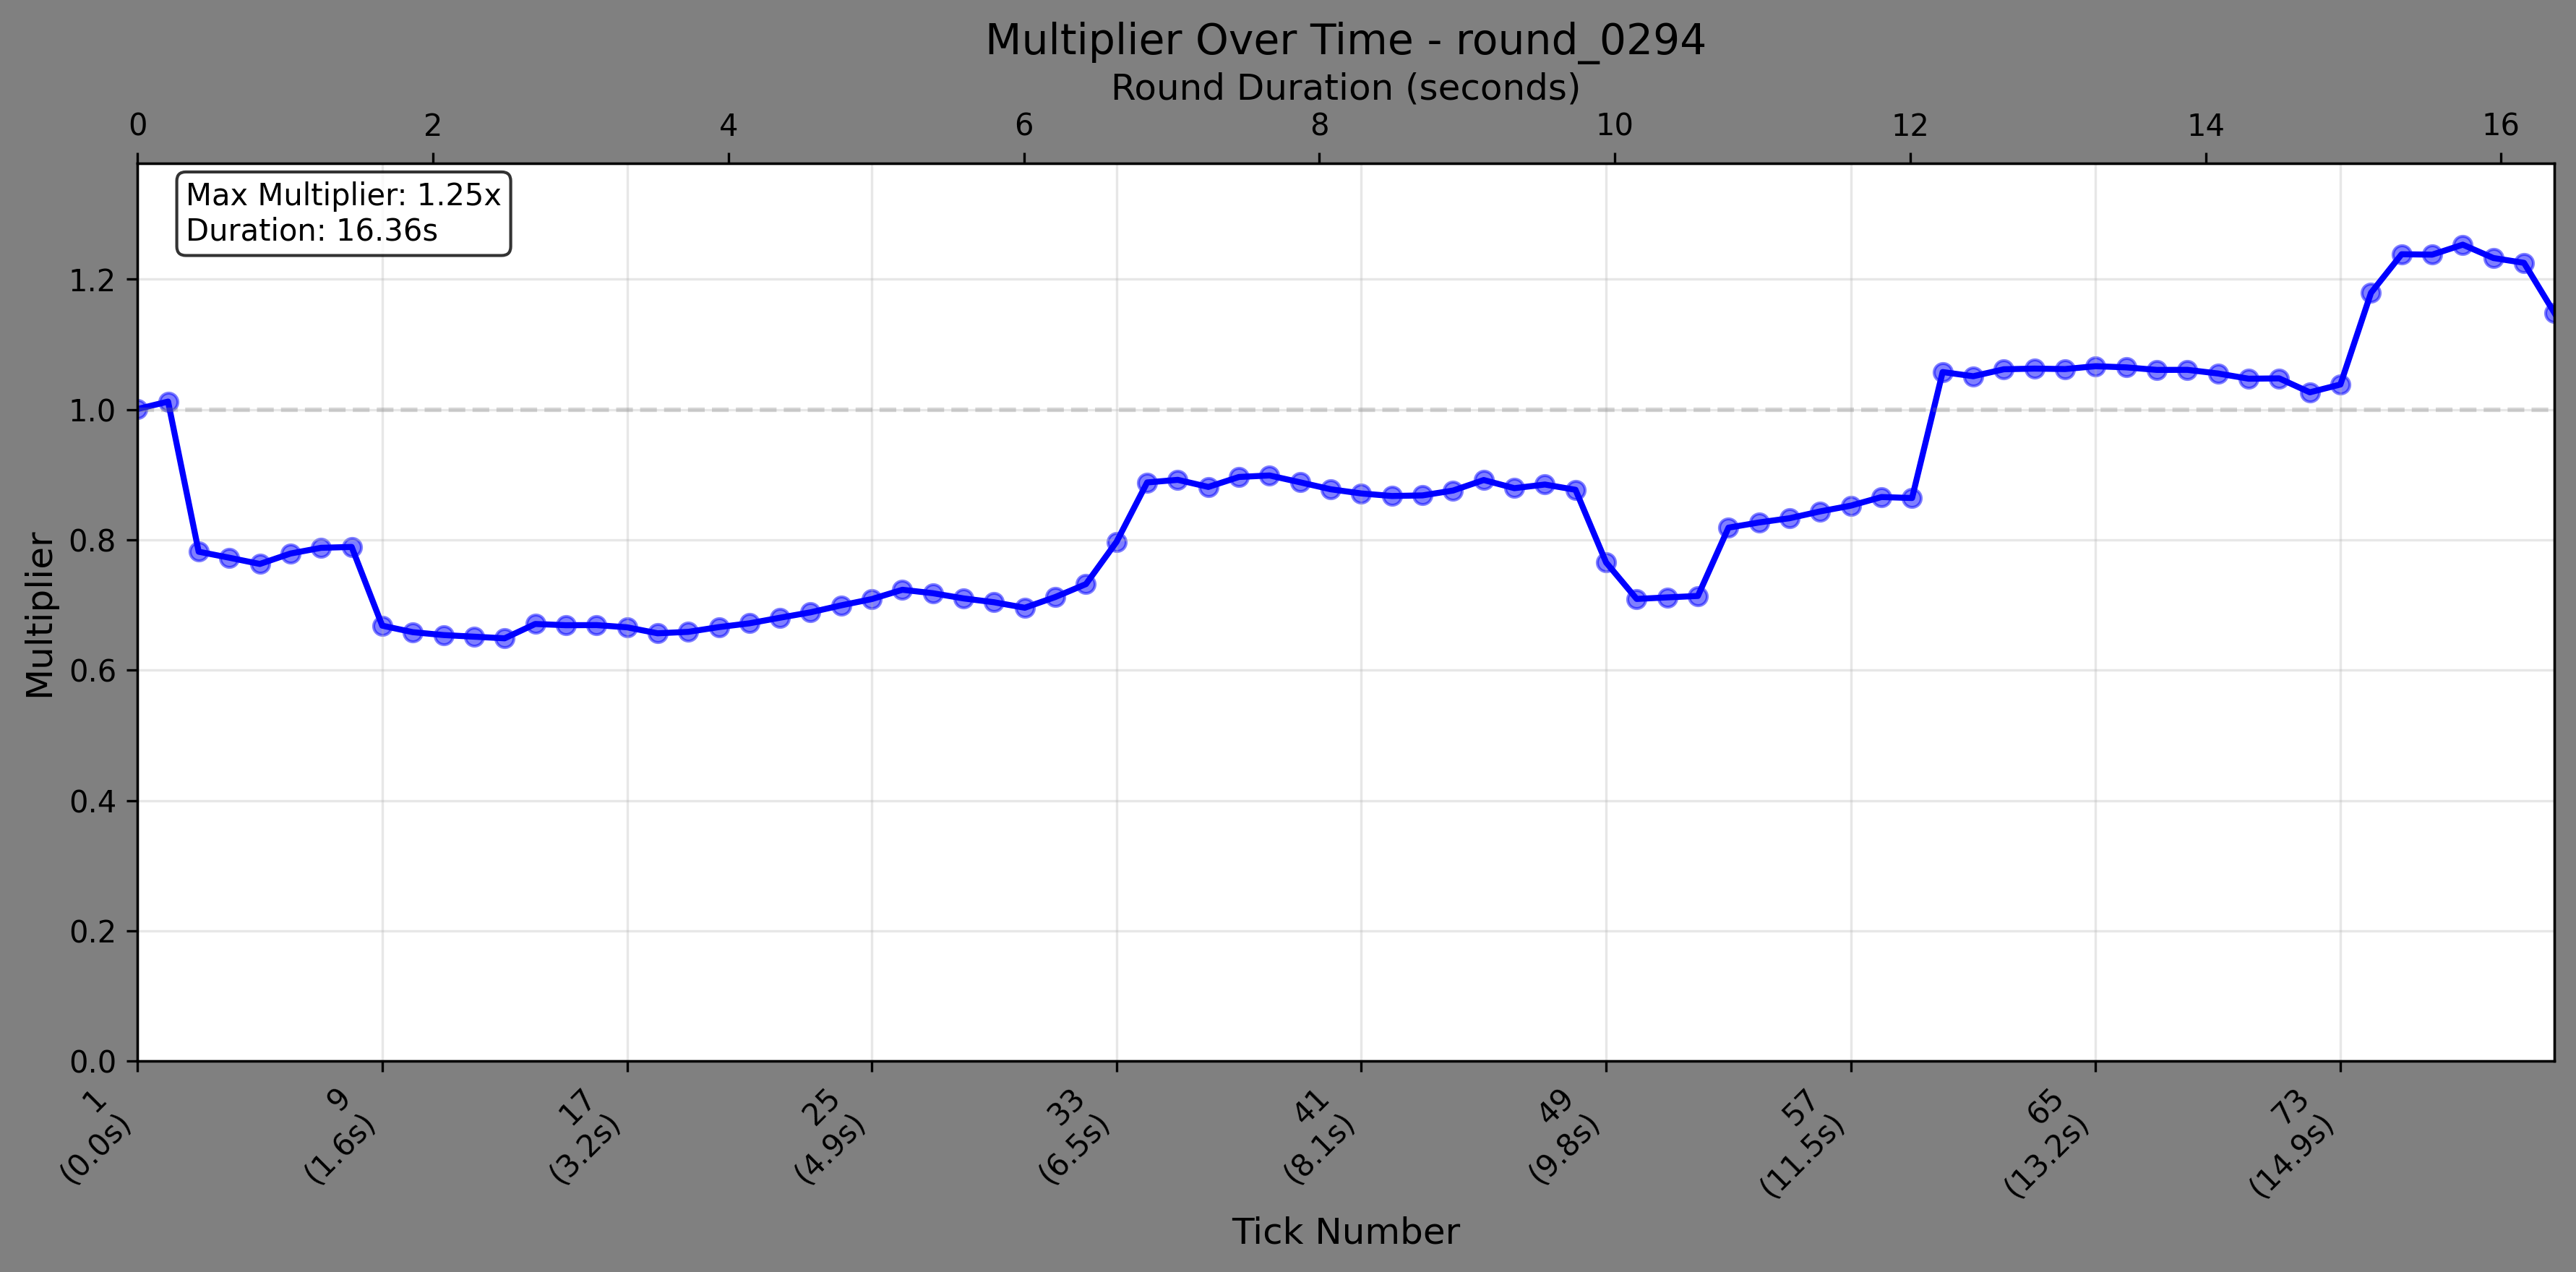 Multiplier Over Time - round_0294
Round Duration (seconds)
0 2 4 6 8 10 12 14 16
Max Multiplier: 1.25x
Duration: 16.36s
Multiplier
1.2
1.0
0.8
0.6
0.4
0.2
0.0
1
(0.0s)
9
(1.6s)
17
(3.2s)
25
(4.9s)
33
(6.5s)
41
(8.1s)
49
(9.8s)
57
(11.5s)
65
(13.2s)
73
(14.9s)
Tick Number